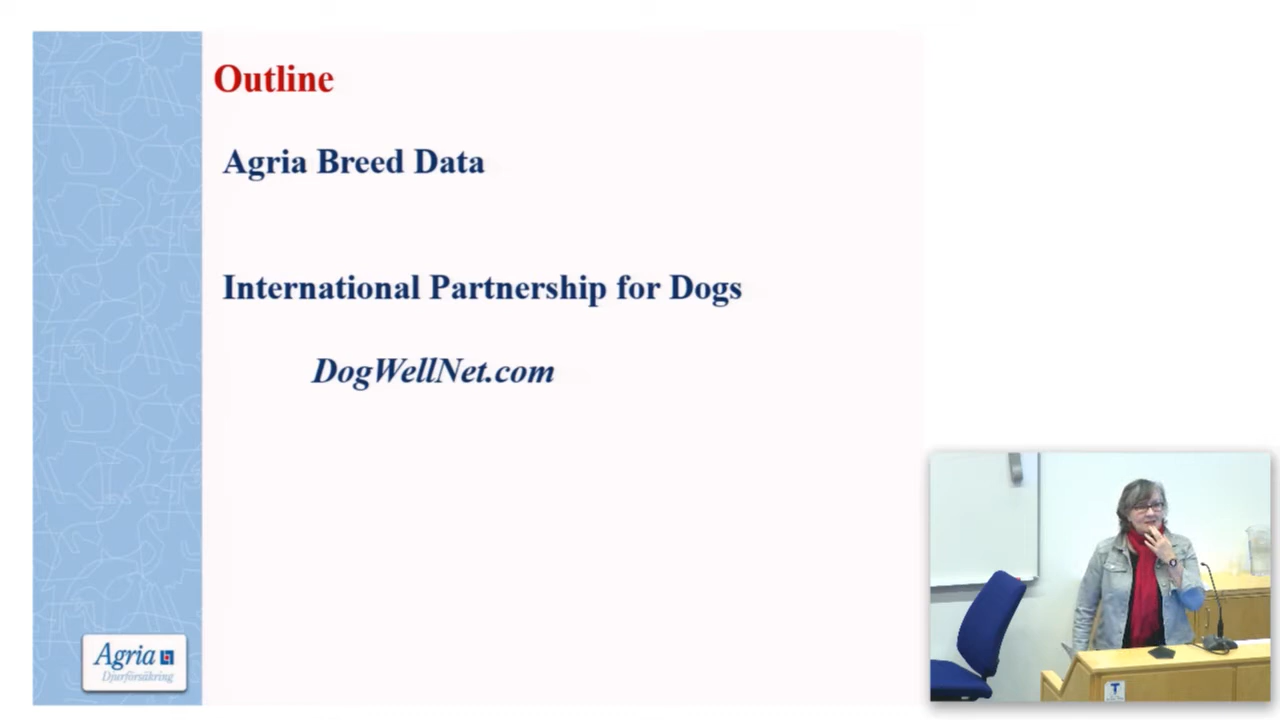 Outline
Agria Breed Data
International Partnership for Dogs
DogWellNet.com
Agria
Djurförsäkring